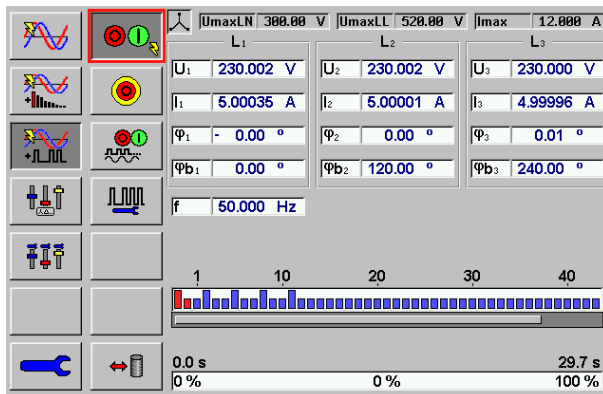 UmaxLN 300.00 V UmaxLL 520.00 V Imax 12.000 A
L1 L2 L3
U1 230.002 V U2 230.002 V U3 230.000 V
I1 5.00035 A I2 5.00001 A I3 4.99996 A
φ1 - 0.00 ° φ2 0.00 ° φ3 0.01 °
φb1 0.00 ° φb2 120.00 ° φb3 240.00 °
f 50.000 Hz
1 10 20 30 40
0.0 s 29.7 s
0 % 0 % 100 %